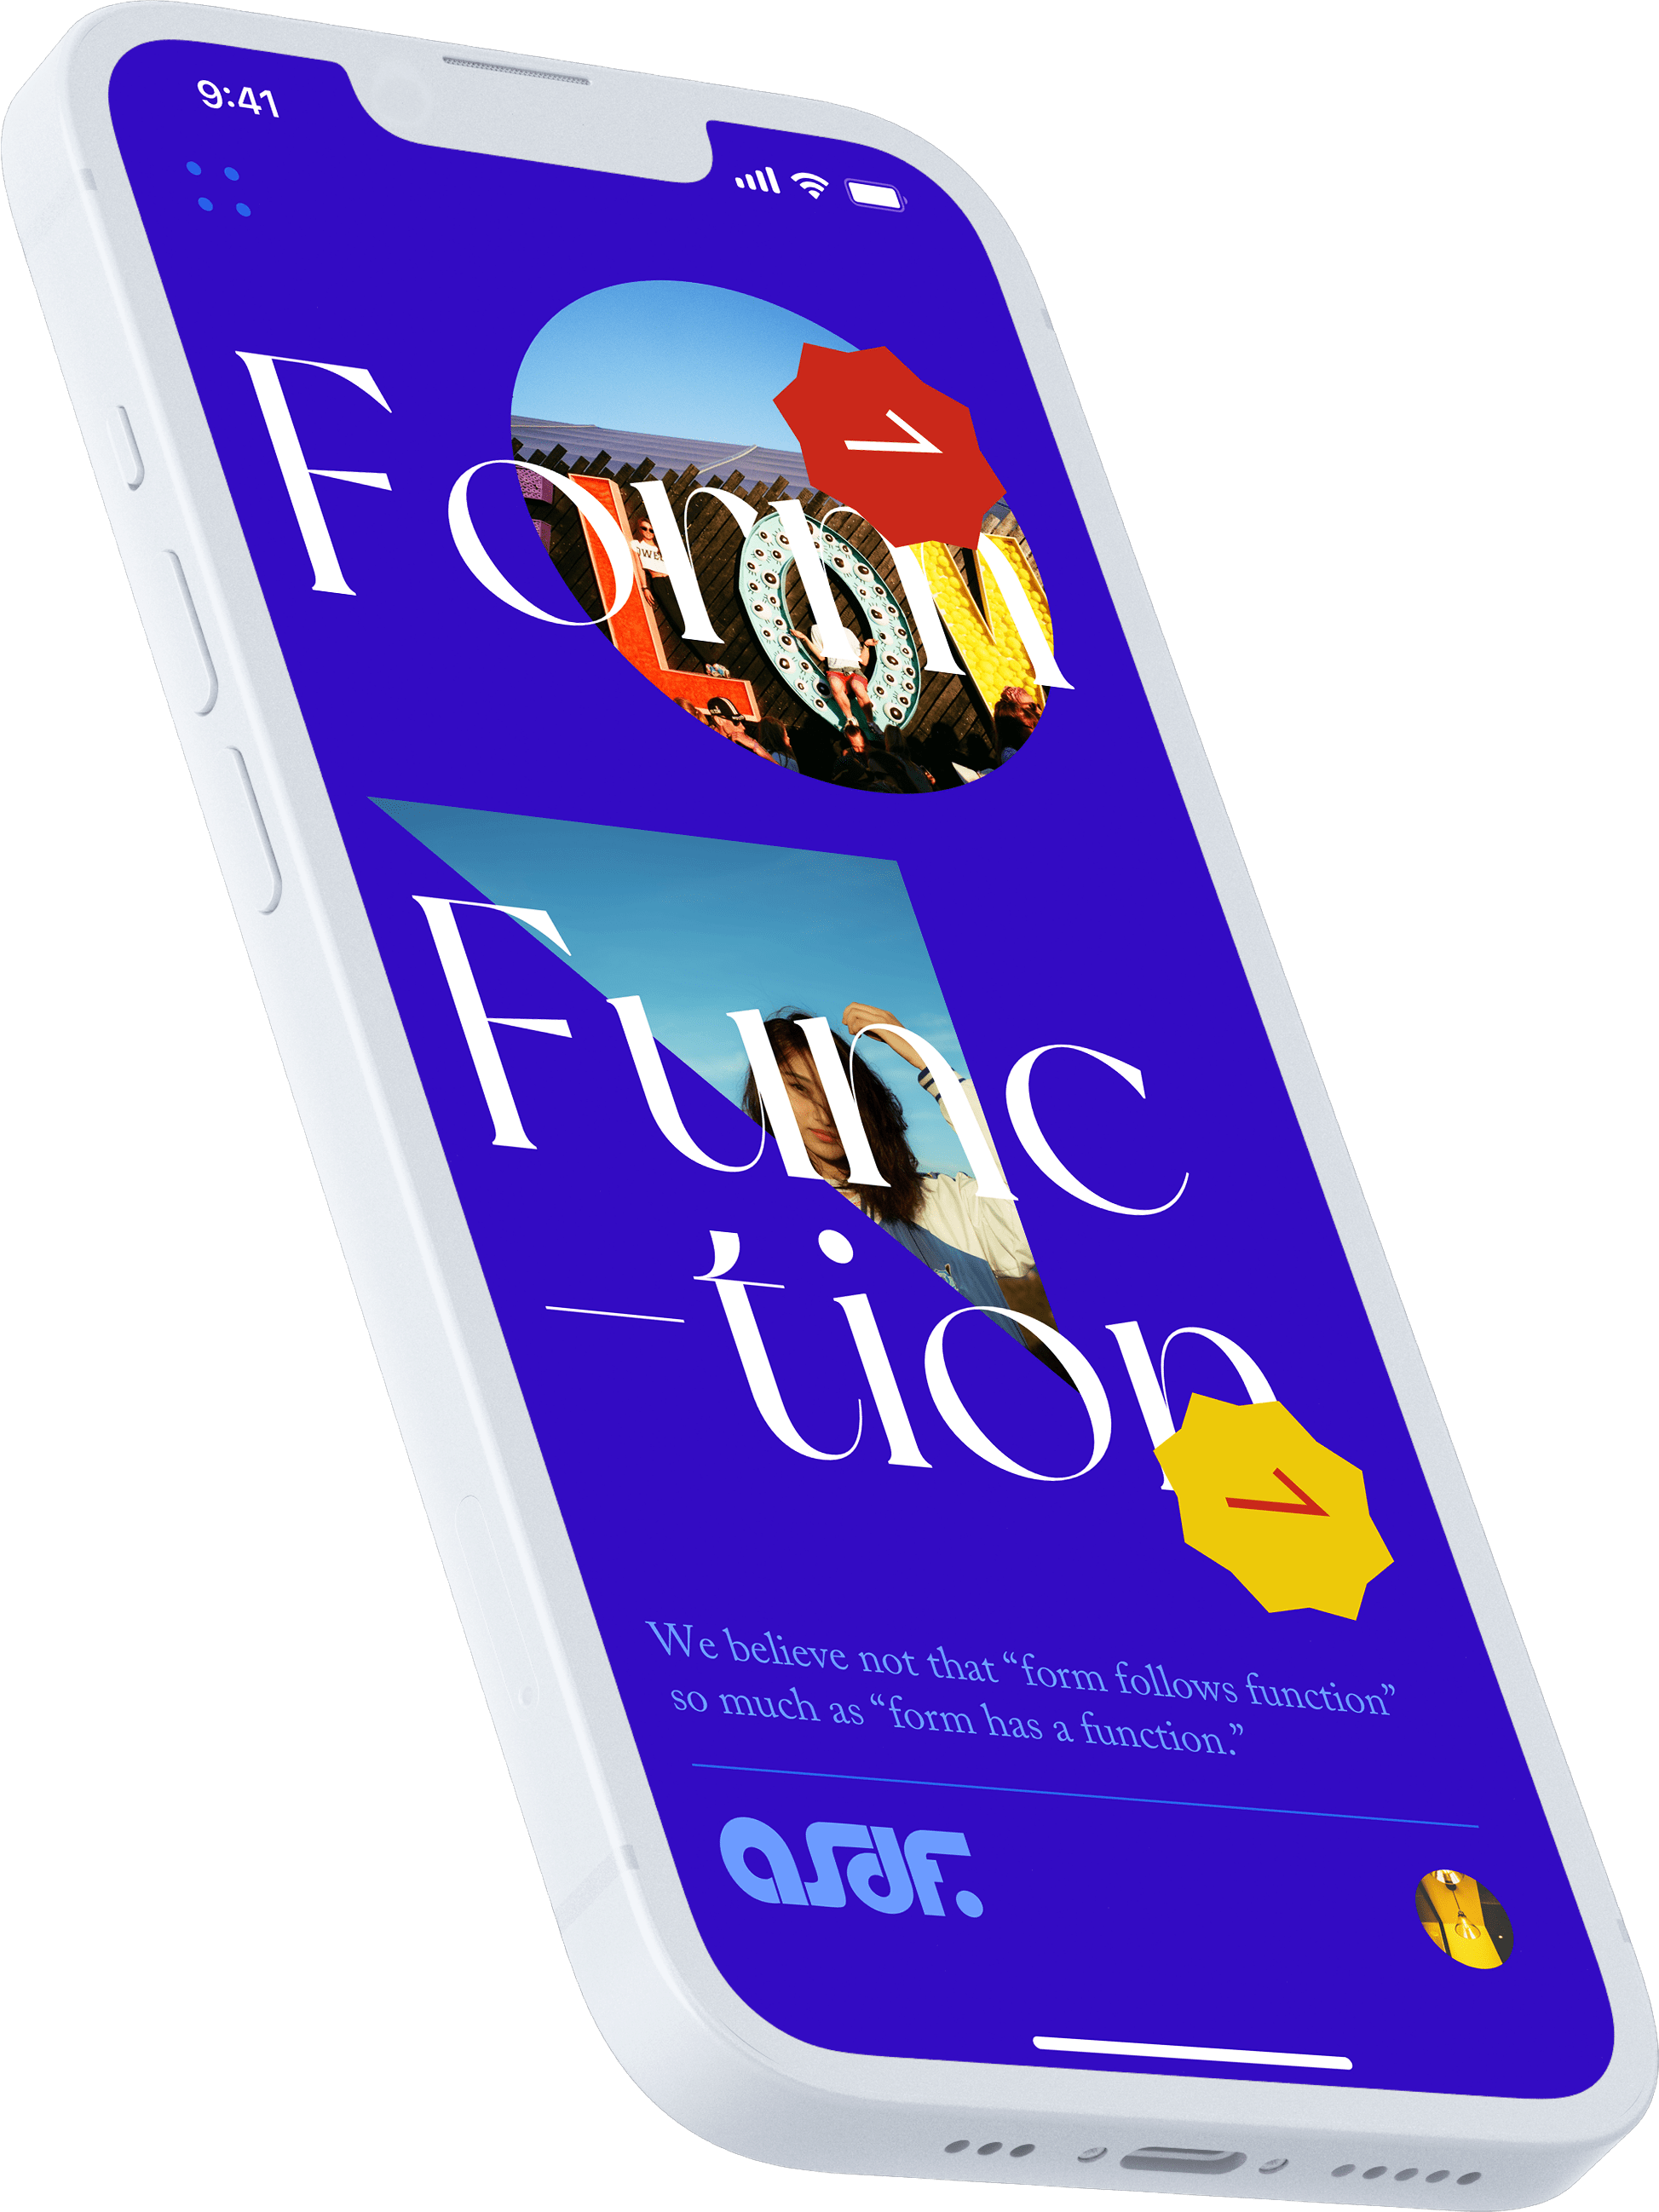 9:41
Form
Func
–tion
We believe not that “form follows function”
so much as “form has a function.”
asdf.